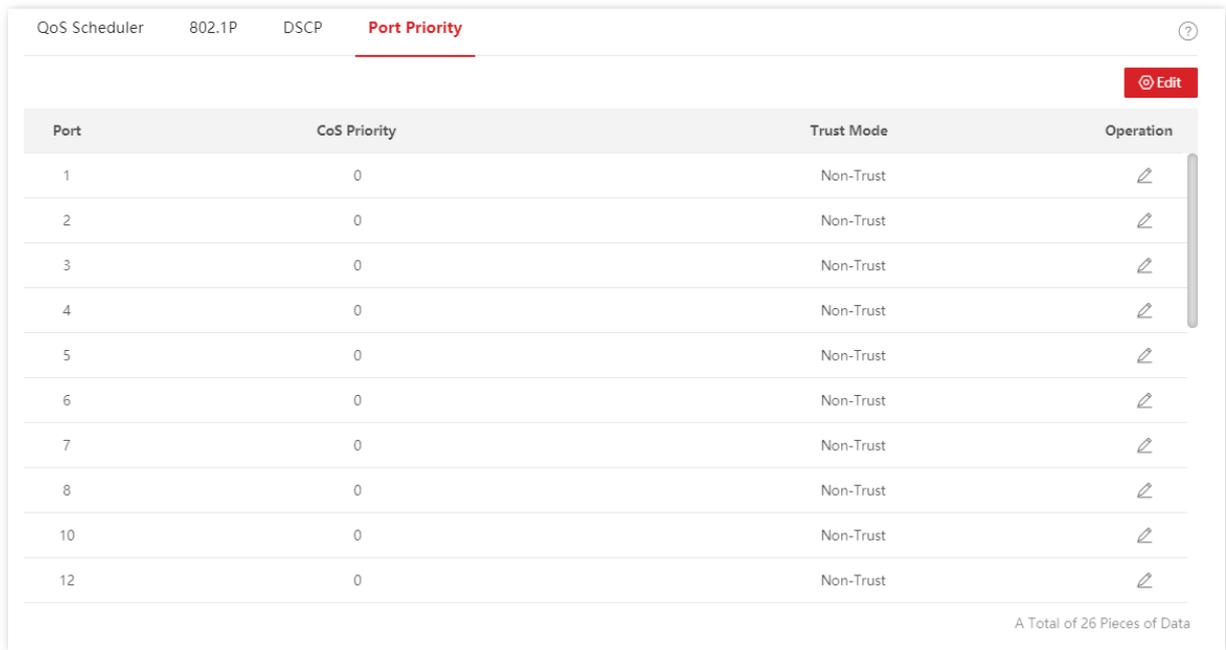 QoS Scheduler 802.1P DSCP Port Priority ?
Edit
Port CoS Priority Trust Mode Operation
1 0 Non-Trust
2 0 Non-Trust
3 0 Non-Trust
4 0 Non-Trust
5 0 Non-Trust
6 0 Non-Trust
7 0 Non-Trust
8 0 Non-Trust
10 0 Non-Trust
12 0 Non-Trust
A Total of 26 Pieces of Data